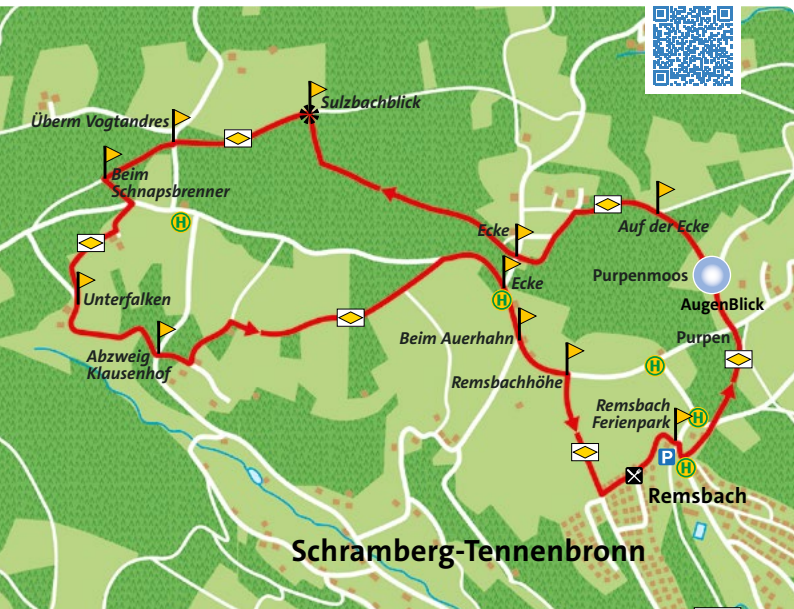 Sulzbachblick
Überm Vogtandres
Beim
Schnapsbrenner
H
Ecke
Auf der Ecke
Purpenmoos
AugenBlick
Unterfalken
Ecke
H
Beim Auerhahn
Purpen
Abzweig
Klausenhof
Remsbachhöhe
H
Remsbach
Ferienpark
H
P
H
Remsbach
Schramberg-Tennenbronn